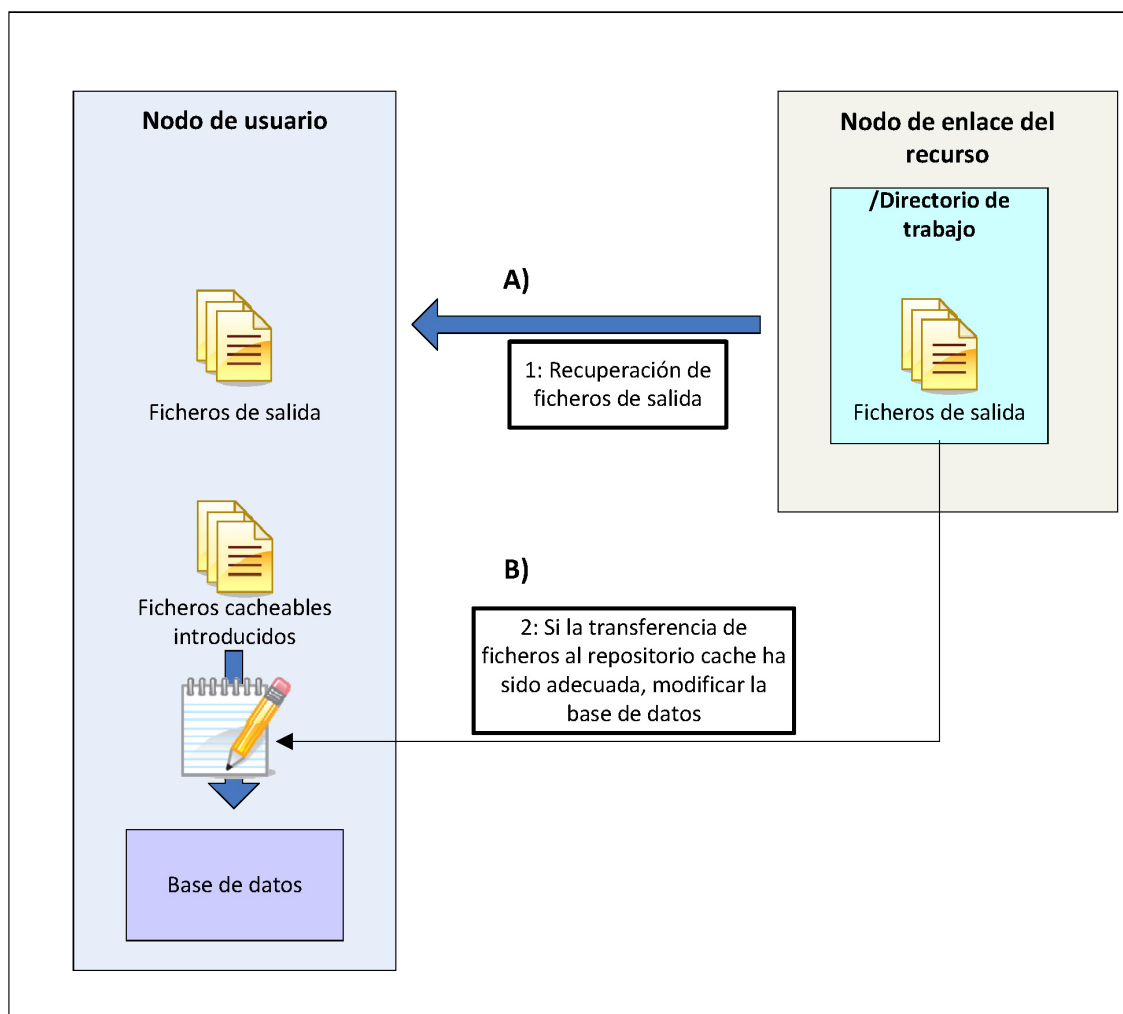 Nodo de usuario
Nodo de enlace del
recurso
/Directorio de
trabajo
A)
1: Recuperación de
ficheros de salida
Ficheros de salida
Ficheros de salida
B)
Ficheros cacheables
introducidos
2: Si la transferencia de
ficheros al repositorio cache ha
sido adecuada, modificar la
base de datos
Base de datos